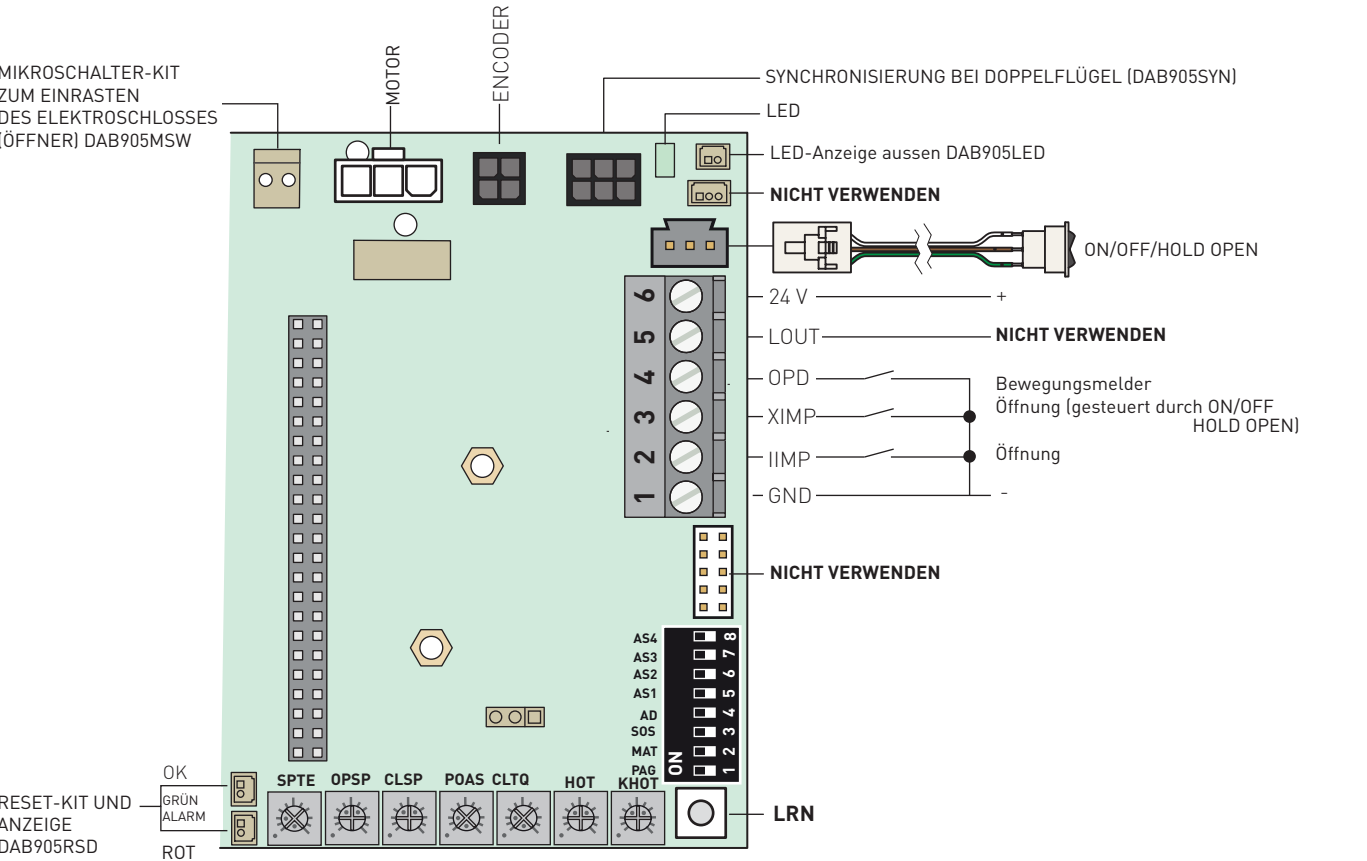 ENCODER
MOTOR
MIKROSCHALTER-KIT
ZUM EINRASTEN
DES ELEKTROSCHLOSSES
(ÖFFNER) DAB905MSW
SYNCHRONISIERUNG BEI DOPPELFLÜGEL (DAB905SYN)
LED
LED-Anzeige aussen DAB905LED
NICHT VERWENDEN
ON/OFF/HOLD OPEN
6
24 V
+
5
LOUT
NICHT VERWENDEN
4
OPD
Bewegungsmelder
3
XIMP
Öffnung (gesteuert durch ON/OFF
HOLD OPEN)
2
IIMP
Öffnung
1
GND
-
NICHT VERWENDEN
AS4
8
AS3
7
AS2
6
AS1
5
AD
4
SOS
3
MAT
2
PAG
1
ON
SPTE
OPSP
CLSP
POAS
CLTQ
HOT
KHOT
LRN
OK
GRÜN
ALARM
ROT
RESET-KIT UND
ANZEIGE
DAB905RSD